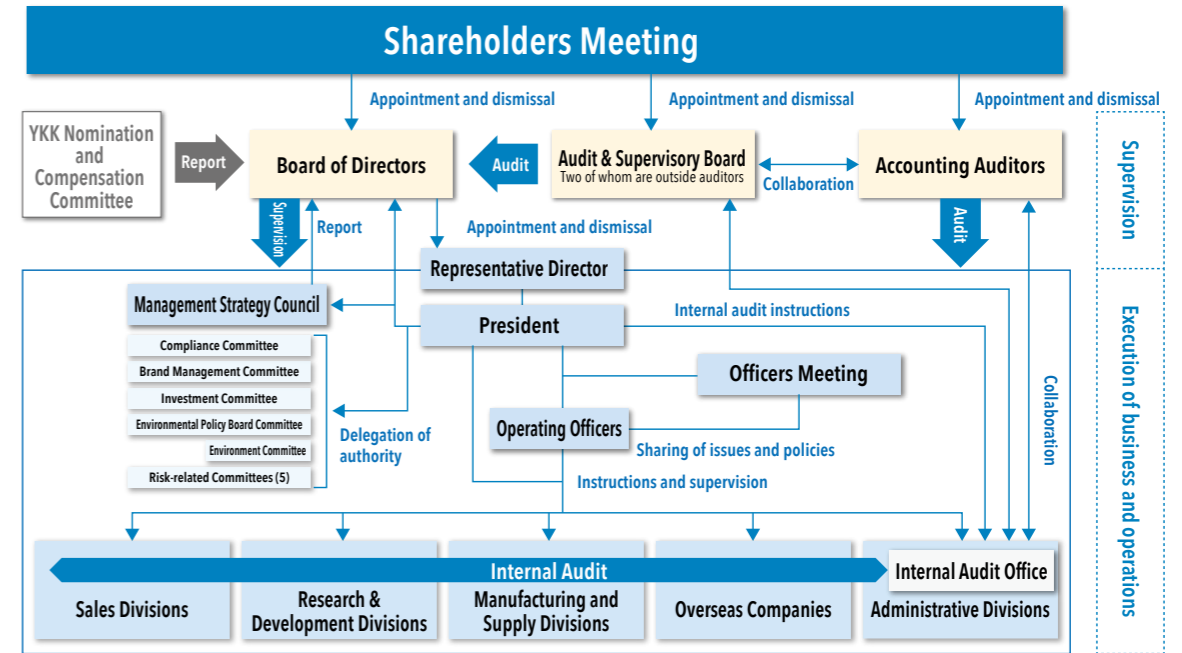 Shareholders Meeting
Appointment and dismissal
Appointment and dismissal
Appointment and dismissal
YKK Nomination
and
Compensation
Committee
Report
Board of Directors
Audit
Audit & Supervisory Board
Two of whom are outside auditors
Collaboration
Accounting Auditors
Supervision
Supervision
Report
Appointment and dismissal
Audit
Representative Director
Management Strategy Council
President
Internal audit instructions
Compliance Committee
Brand Management Committee
Investment Committee
Environmental Policy Board Committee
Environment Committee
Risk-related Committees (5)
Delegation of
authority
Officers Meeting
Operating Officers
Sharing of issues and policies
Instructions and supervision
Collaboration
Execution of business and operations
Internal Audit
Internal Audit Office
Sales Divisions
Research &
Development Divisions
Manufacturing and
Supply Divisions
Overseas Companies
Administrative Divisions